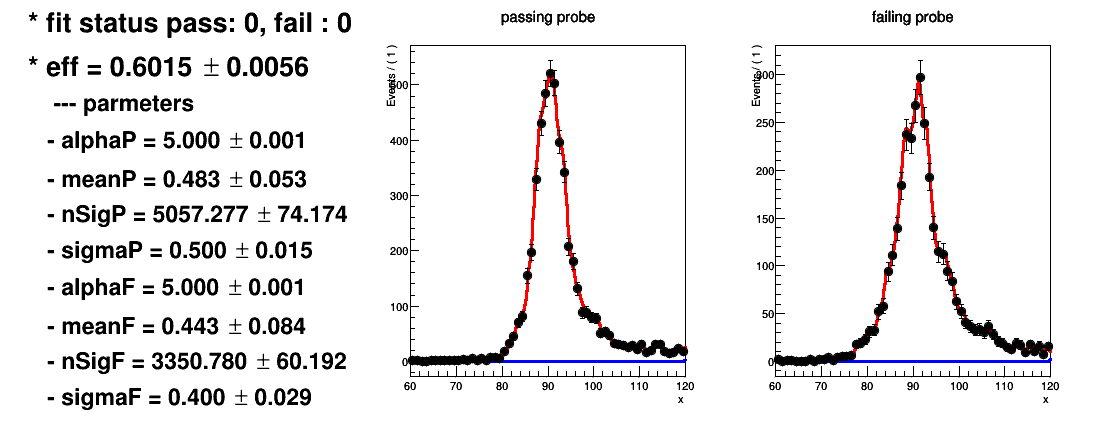 * fit status pass: 0, fail : 0
* eff = 0.6015 ± 0.0056
--- parmeters
- alphaP = 5.000 ± 0.001
- meanP = 0.483 ± 0.053
- nSigP = 5057.277 ± 74.174
- sigmaP = 0.500 ± 0.015
- alphaF = 5.000 ± 0.001
- meanF = 0.443 ± 0.084
- nSigF = 3350.780 ± 60.192
- sigmaF = 0.400 ± 0.029
passing probe
Events / ( 1 )
500
400
300
200
100
0
60 70 80 90 100 110 120
x
failing probe
Events / ( 1 )
300
250
200
150
100
50
0
60 70 80 90 100 110 120
x